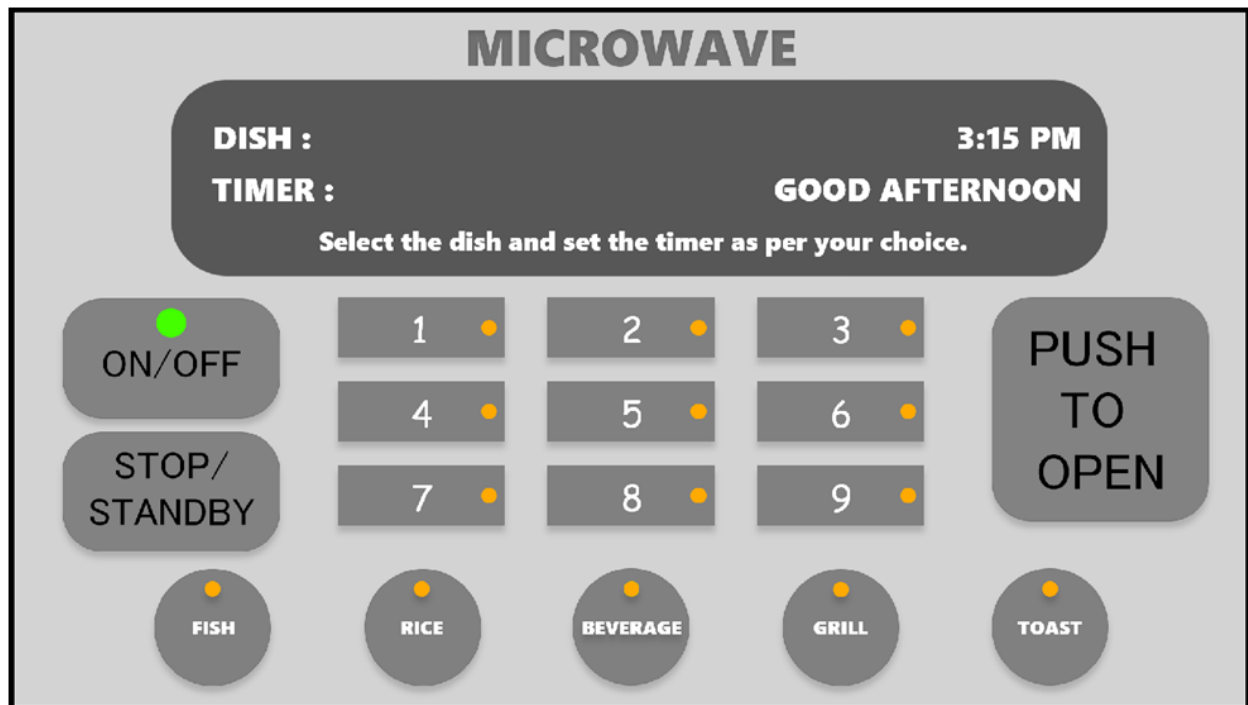 MICROWAVE
DISH :
3:15 PM
TIMER :
GOOD AFTERNOON
Select the dish and set the timer as per your choice.
ON/OFF
1
2
3
PUSH
TO
OPEN
4
5
6
STOP/
STANDBY
7
8
9
FISH
RICE
BEVERAGE
GRILL
TOAST